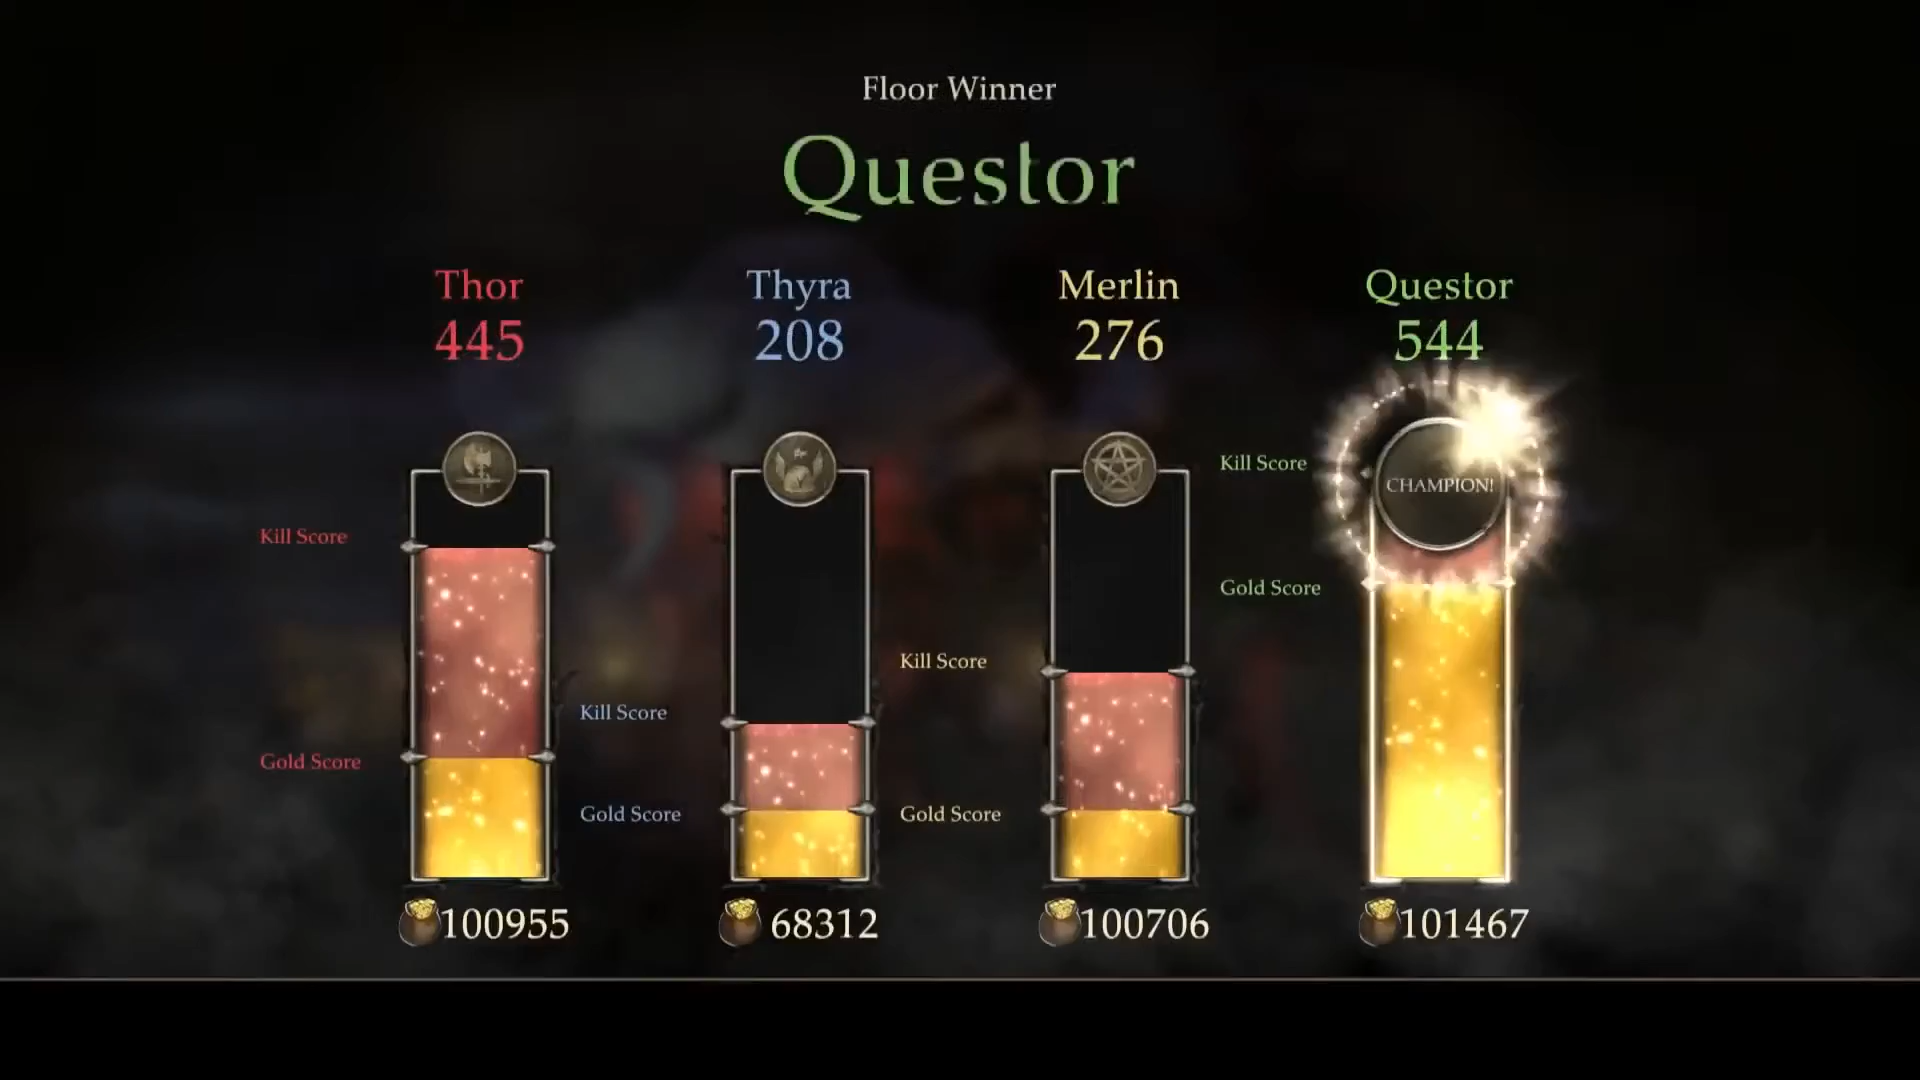 Floor Winner
Questor
Thor
445
Thyra
208
Merlin
276
Questor
544
Kill Score
Gold Score
Kill Score
Gold Score
Kill Score
Gold Score
Kill Score
Gold Score
CHAMPION!
100955
68312
100706
101467